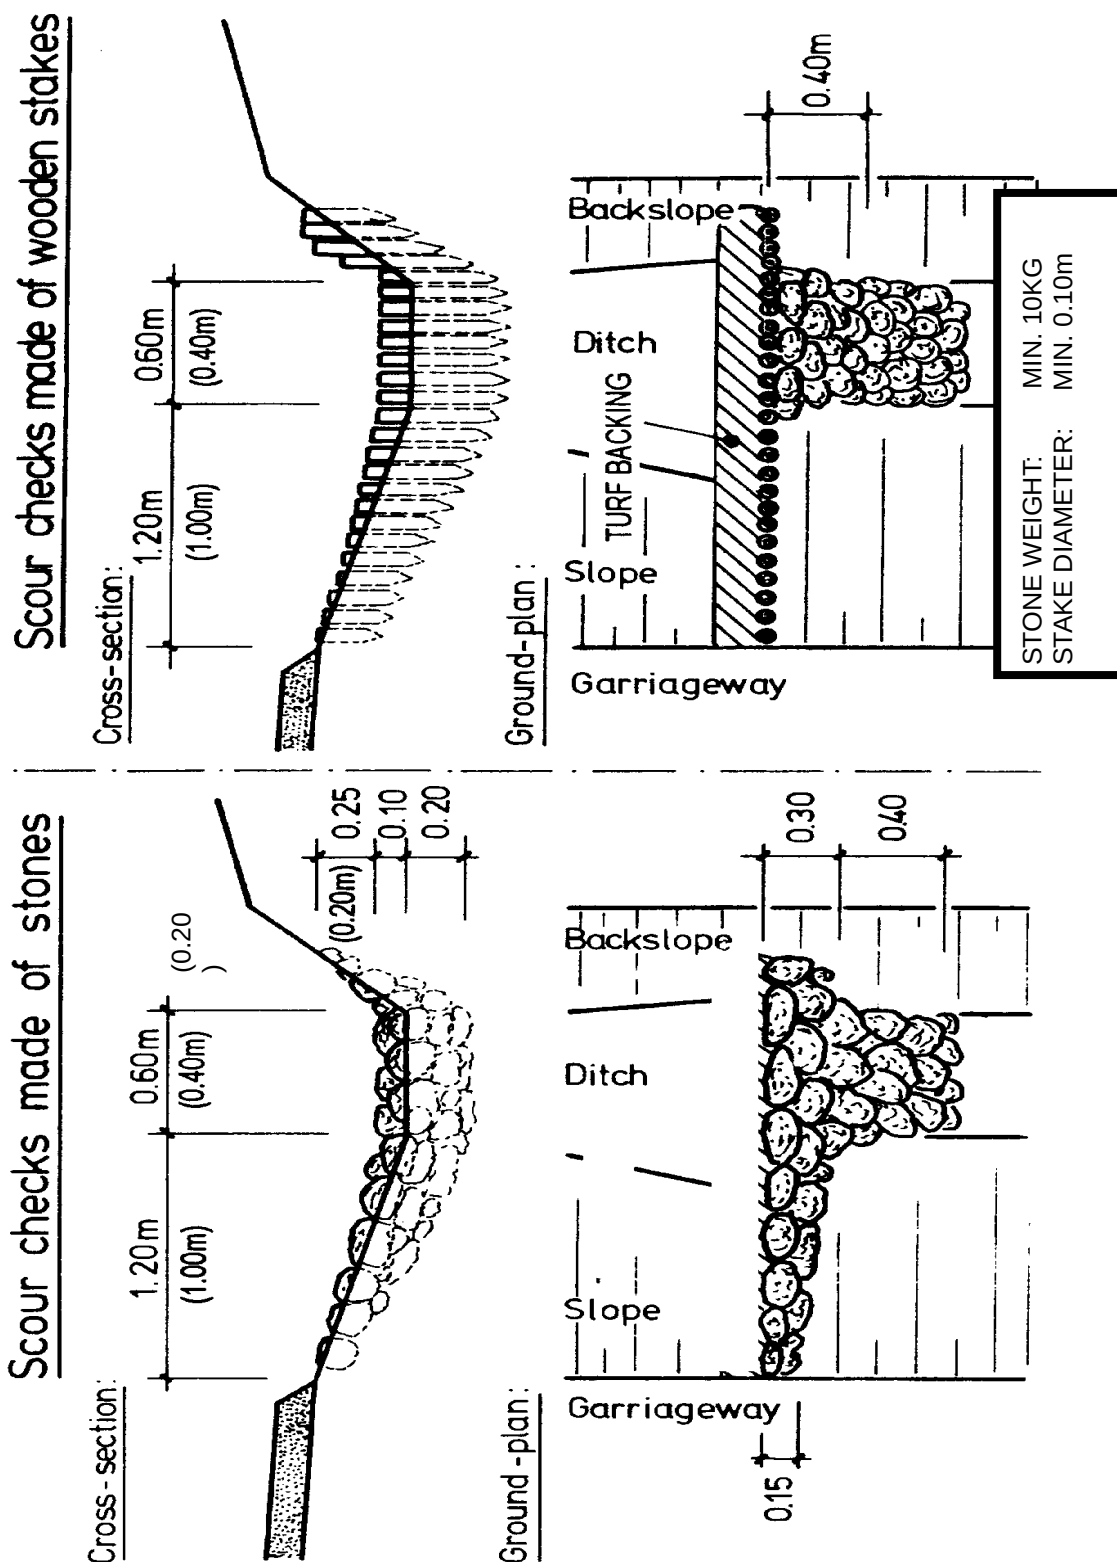 Scour checks made of stones
Cross-section:
1.20m
(1.00m)
0.60m
(0.40m)
(0.20
)
(0.20m)
0.25
0.10
0.20
Ground-plan:
Garriageway
Slope
Ditch
Backslope
0.15
0.30
0.40
Scour checks made of wooden stakes
Cross-section:
1.20m
(1.00m)
0.60m
(0.40m)
Ground-plan:
Garriageway
Slope
TURF BACKING
Ditch
Backslope
0.40m
STONE WEIGHT: MIN. 10KG
STAKE DIAMETER: MIN. 0.10m